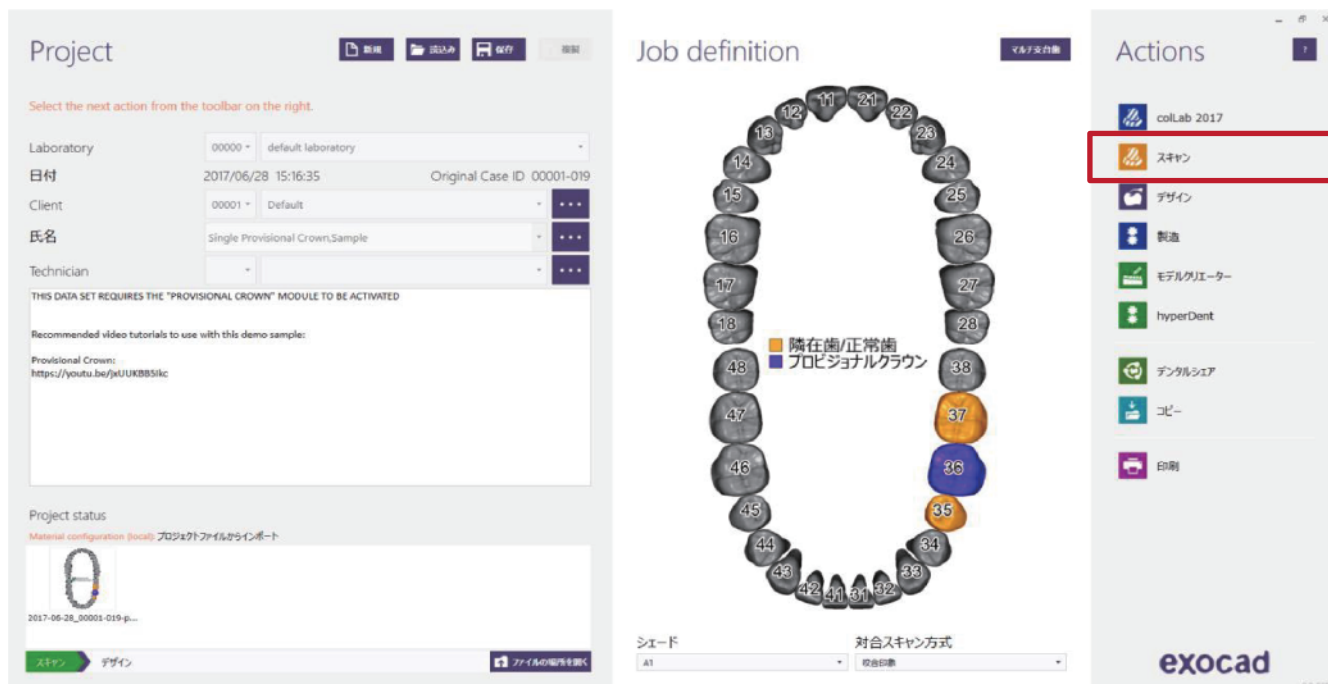 Project
新規
読込み
保存
複製
Select the next action from the toolbar on the right.
Laboratory
00000
default laboratory
日付
2017/06/28 15:16:35
Original Case ID 00001-019
Client
00001
Default
氏名
Single Provisional Crown,Sample
Technician
THIS DATA SET REQUIRES THE "PROVISIONAL CROWN" MODULE TO BE ACTIVATED
Recommended video tutorials to use with this demo sample:
Provisional Crown:
Project status
Material configuration (local): プロジェクトファイルからインポート
2017-06-28_00001-019-p...
スキャン
デザイン
ファイルの場所を開く
Job definition
マルチ支台歯
11
21
12
22
13
23
14
24
15
25
16
26
17
27
18
28
隣在歯/正常歯
プロビジョナルクラウン
48
38
47
37
46
36
45
35
44
34
43
33
42
41
31
32
シェード
対合スキャン方式
A1
咬合印象
Actions
?
colLab 2017
スキャン
デザイン
製造
モデルクリエーター
hyperDent
デンタルシェア
コピー
印刷
exocad